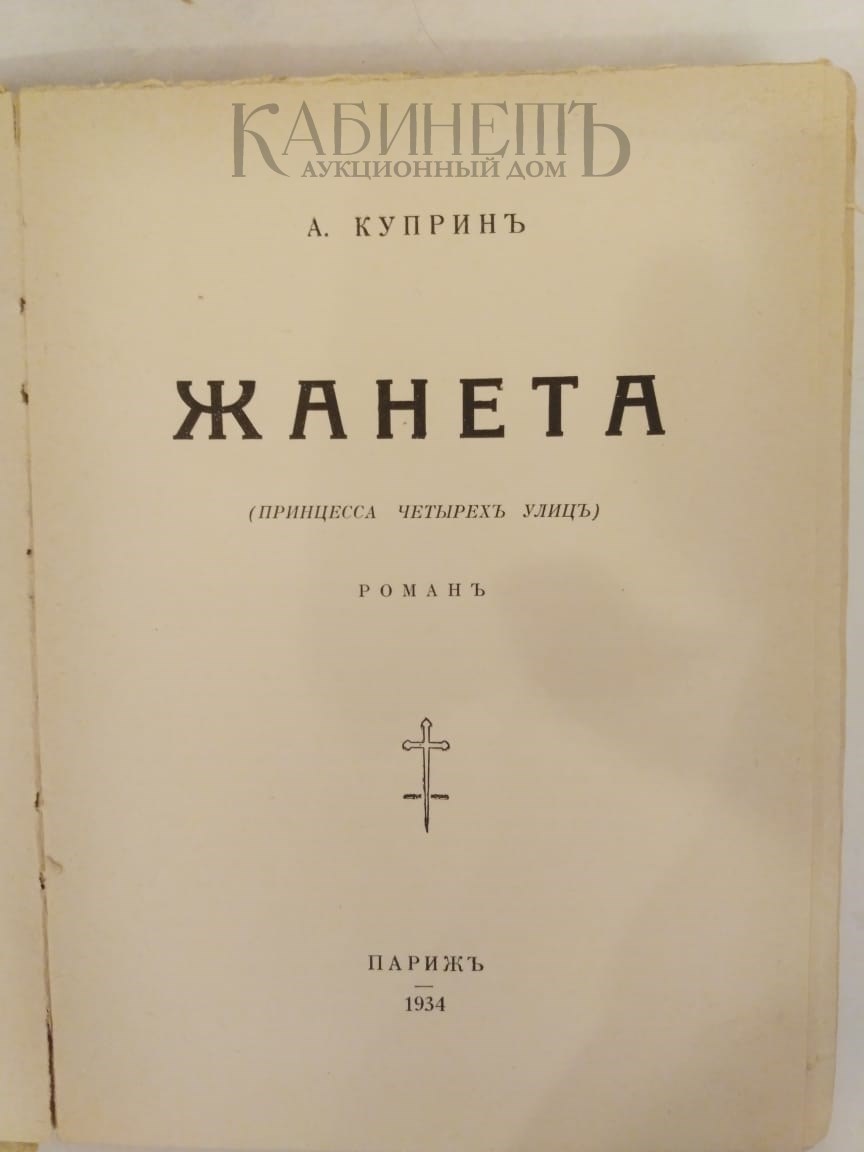 КАБИНЕТЪ
АУКЦИОННЫЙ ДОМ
А. КУПРИНЪ
ЖАНЕТА
(ПРИНЦЕССА ЧЕТЫРЕХЪ УЛИЦЪ)
РОМАНЪ
ПАРИЖЪ
1934